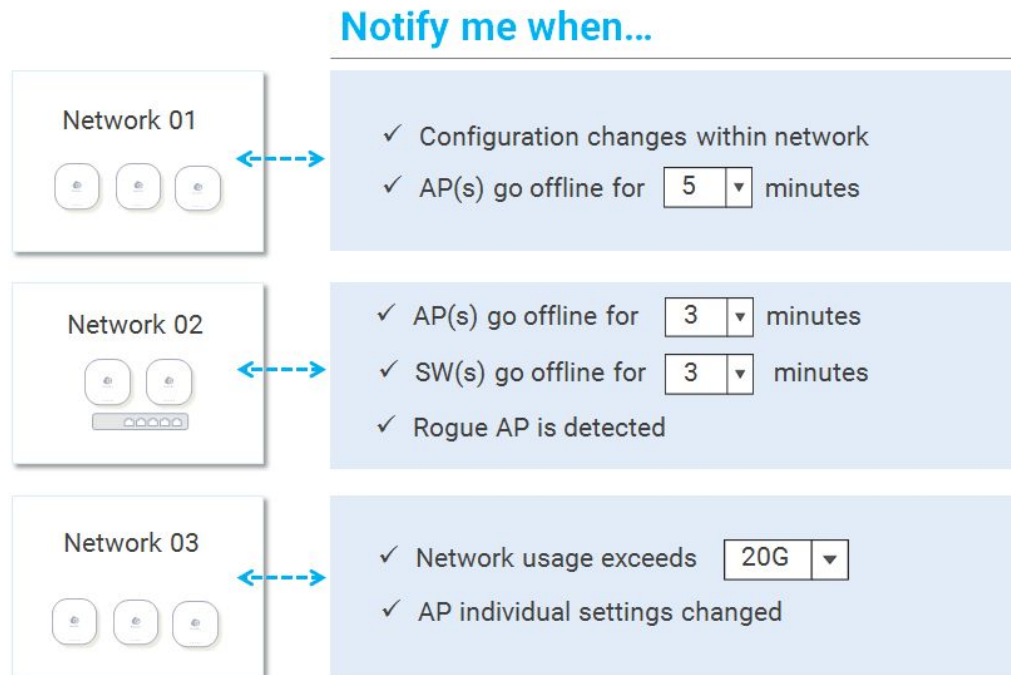 Notify me when...
Network 01
✓ Configuration changes within network
✓ AP(s) go offline for 5 minutes
Network 02
✓ AP(s) go offline for 3 minutes
✓ SW(s) go offline for 3 minutes
✓ Rogue AP is detected
Network 03
✓ Network usage exceeds 20G
✓ AP individual settings changed